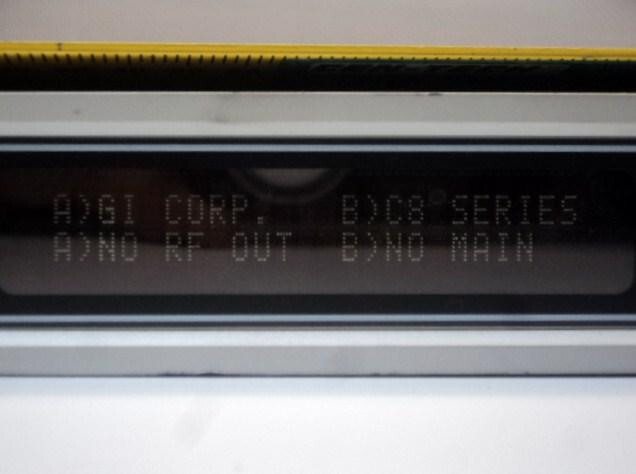 A)GI CORP. B)C8 SERIES
A)NO RF OUT B)NO MAIN